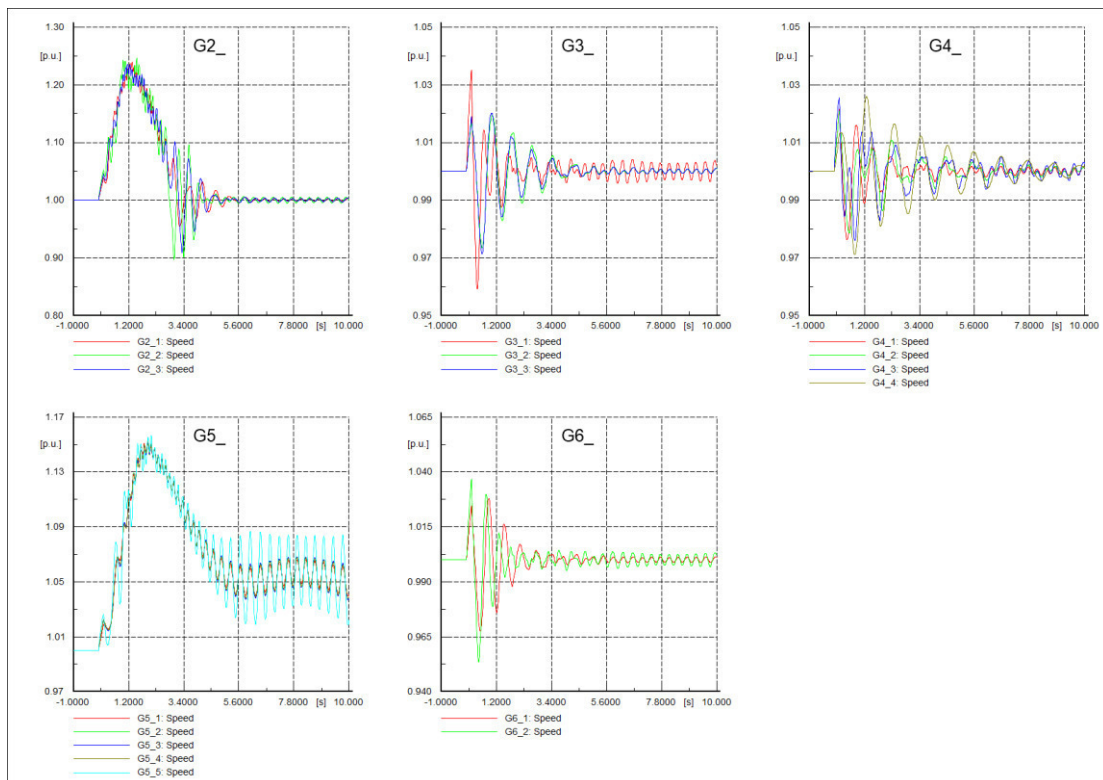 G2_
[p.u.]
1.30
1.20
1.10
1.00
0.90
0.80
-1.0000 1.2000 3.4000 5.6000 7.8000 [s] 10.000
G2_1: Speed
G2_2: Speed
G2_3: Speed
G3_
[p.u.]
1.05
1.03
1.01
0.99
0.97
0.95
-1.0000 1.2000 3.4000 5.6000 7.8000 [s] 10.000
G3_1: Speed
G3_2: Speed
G3_3: Speed
G4_
[p.u.]
1.05
1.03
1.01
0.99
0.97
0.95
-1.0000 1.2000 3.4000 5.6000 7.8000 [s] 10.000
G4_1: Speed
G4_2: Speed
G4_3: Speed
G4_4: Speed
G5_
[p.u.]
1.17
1.13
1.09
1.05
1.01
0.97
-1.0000 1.2000 3.4000 5.6000 7.8000 [s] 10.000
G5_1: Speed
G5_2: Speed
G5_3: Speed
G5_4: Speed
G5_5: Speed
G6_
[p.u.]
1.065
1.040
1.015
0.990
0.965
0.940
-1.0000 1.2000 3.4000 5.6000 7.8000 [s] 10.000
G6_1: Speed
G6_2: Speed